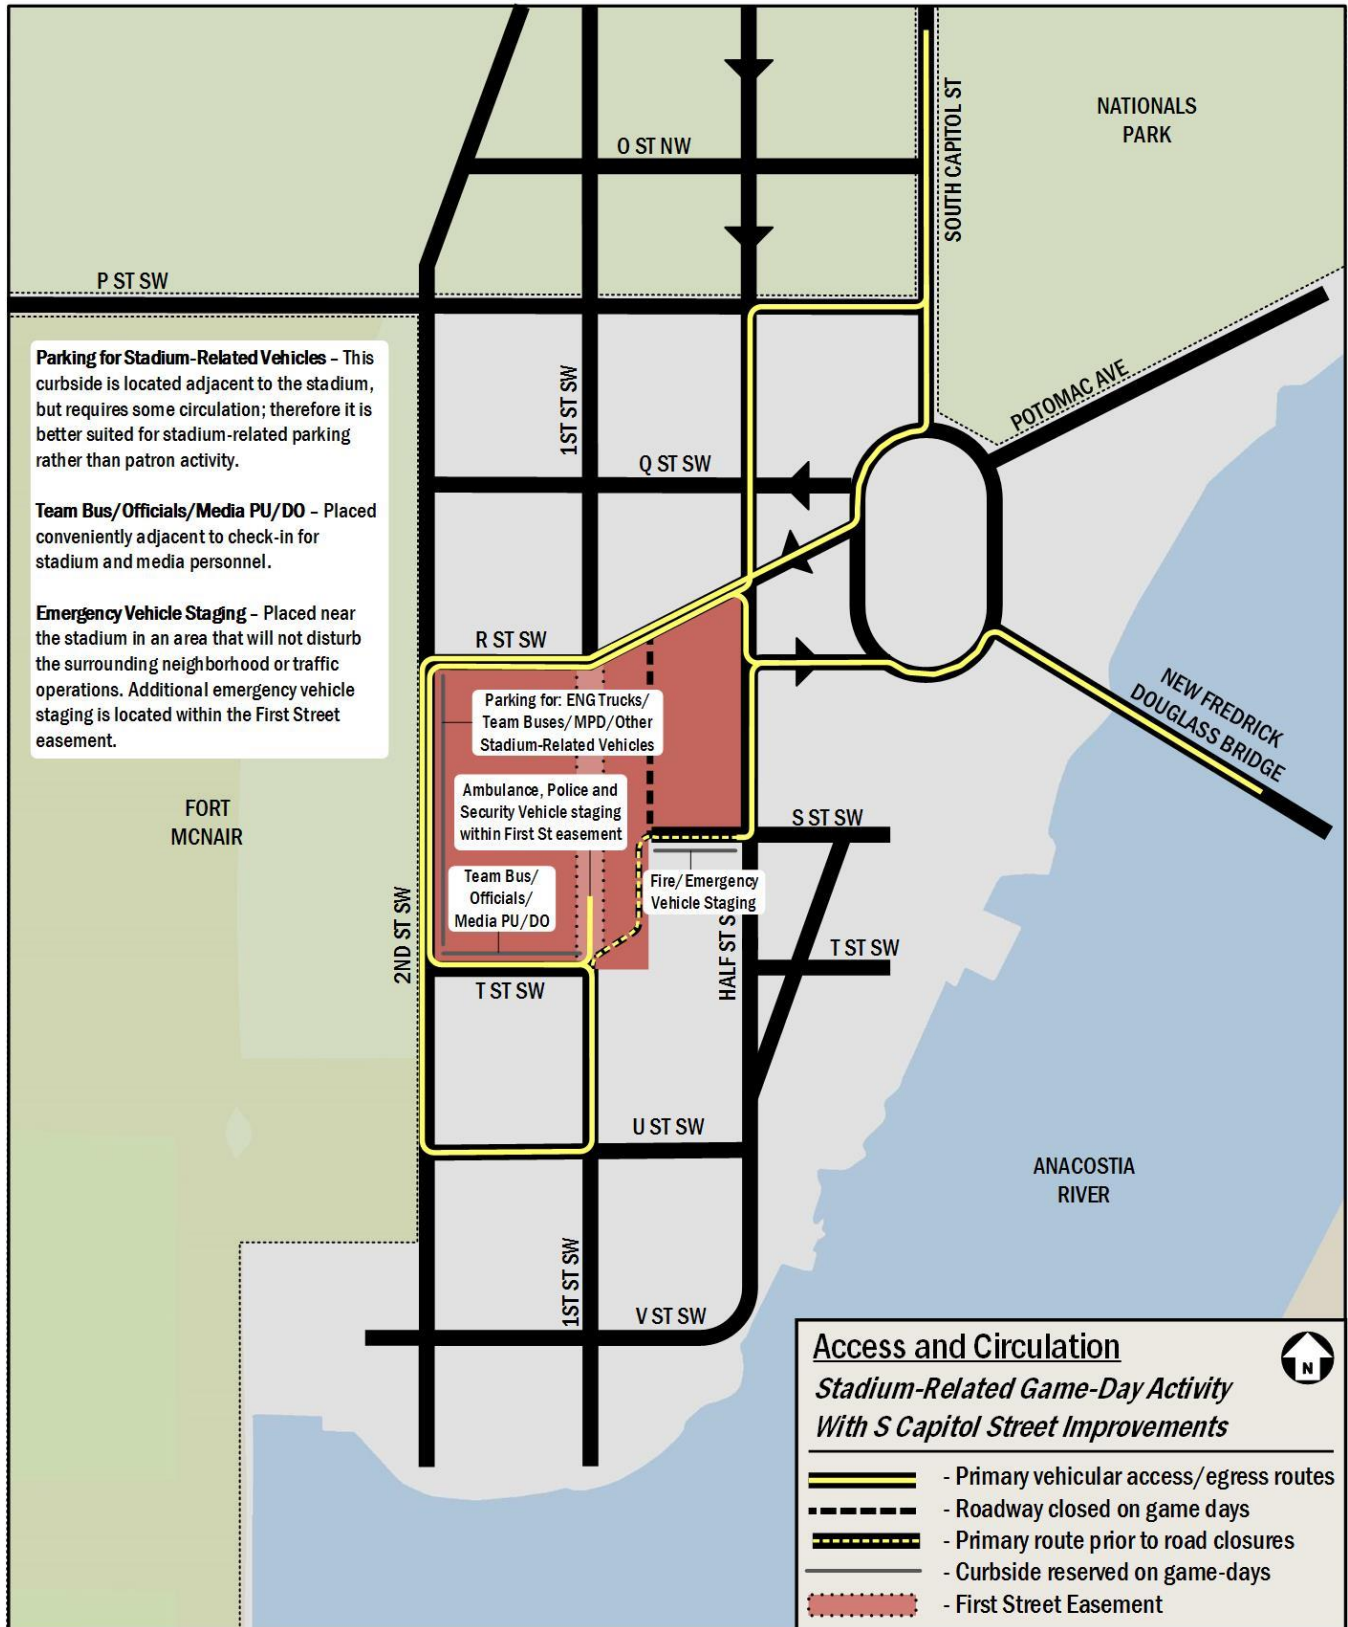 NATIONALS
PARK
SOUTH CAPITOL ST
O ST NW
P ST SW
Parking for Stadium-Related Vehicles – This
curbside is located adjacent to the stadium,
but requires some circulation; therefore it is
better suited for stadium-related parking
rather than patron activity.
Team Bus/Officials/Media PU/DO – Placed
conveniently adjacent to check-in for
stadium and media personnel.
Emergency Vehicle Staging – Placed near
the stadium in an area that will not disturb
the surrounding neighborhood or traffic
operations. Additional emergency vehicle
staging is located within the First Street
easement.
1ST ST SW
POTOMAC AVE
Q ST SW
R ST SW
NEW FREDRICK
DOUGLASS BRIDGE
Parking for: ENG Trucks/
Team Buses/MPD/Other
Stadium-Related Vehicles
Ambulance, Police and
Security Vehicle staging
within First St easement
S ST SW
FORT
MCNAIR
Team Bus/
Officials/
Media PU/DO
Fire/Emergency
Vehicle Staging
2ND ST SW
HALF ST S
T ST SW
T ST SW
U ST SW
ANACOSTIA
RIVER
1ST ST SW
V ST SW
Access and Circulation
N
Stadium-Related Game-Day Activity
With S Capitol Street Improvements
- Primary vehicular access/egress routes
- Roadway closed on game days
- Primary route prior to road closures
- Curbside reserved on game-days
- First Street Easement